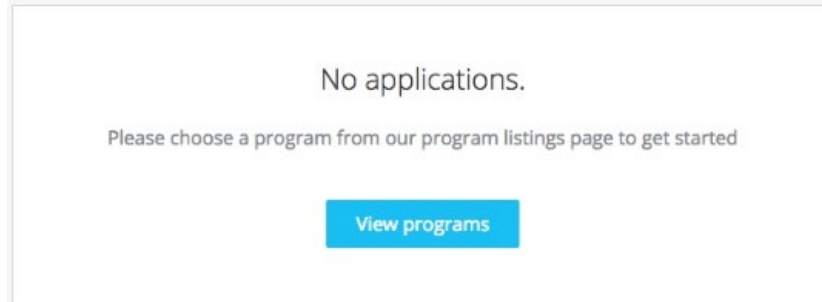 No applications.
Please choose a program from our program listings page to get started
View programs